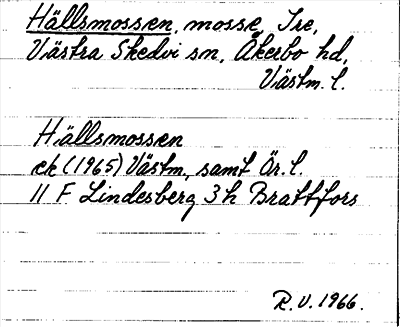 Hällsmossen, mosse, Ire,
Västra Skedvi sn, Åkerbo hd,
Västm. l.
Hällsmossen
ek (1965) Västm., samt Ör. l.
11 F Lindesberg 3 h Brattfors
R.V. 1966.